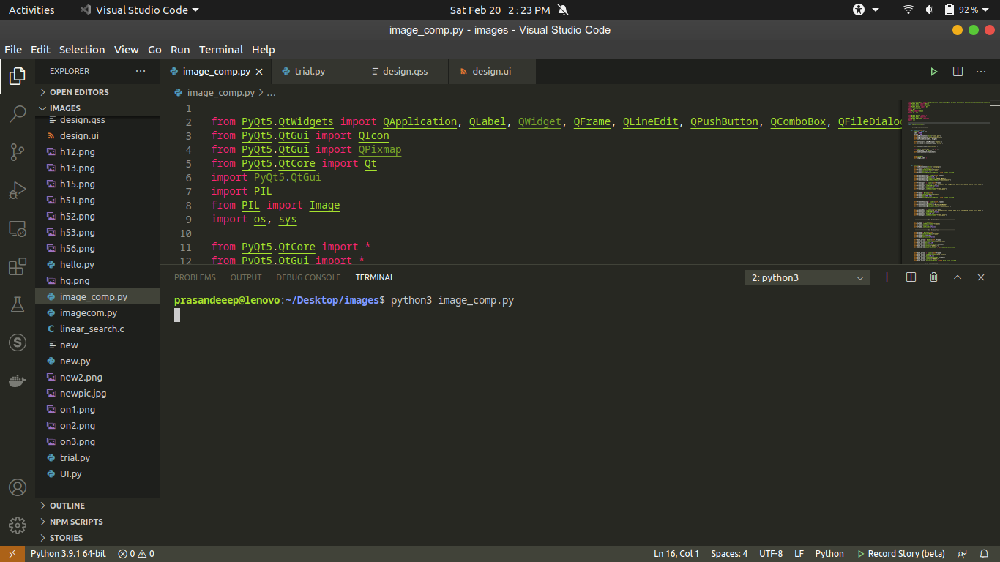 Activities
Visual Studio Code
Sat Feb 20 2:23 PM
92%
image_comp.py - images - Visual Studio Code
File Edit Selection View Go Run Terminal Help
EXPLORER
image_comp.py
trial.py
design.qss
design.ui
OPEN EDITORS
IMAGES
design.qss
design.ui
h12.png
h13.png
h15.png
h51.png
h52.png
h53.png
h56.png
hello.py
hg.png
image_comp.py
imagecom.py
linear_search.c
new
new.py
new2.png
newpic.jpg
on1.png
on2.png
on3.png
trial.py
UI.py
OUTLINE
NPM SCRIPTS
STORIES
image_comp.py > ...
1
2 from PyQt5.QtWidgets import QApplication, QLabel, QWidget, QFrame, QLineEdit, QPushButton, QComboBox, QFileDialo
3 from PyQt5.QtGui import QIcon
4 from PyQt5.QtGui import QPixmap
5 from PyQt5.QtCore import Qt
6 import PyQt5.QtGui
7 import PIL
8 from PIL import Image
9 import os, sys
10
11 from PyQt5.QtCore import *
12 from PyQt5.QtGui import *
PROBLEMS OUTPUT DEBUG CONSOLE TERMINAL
2: python3
prasandeeep@lenovo:~/Desktop/images$ python3 image_comp.py
Python 3.9.1 64-bit
0 0
Ln 16, Col 1
Spaces: 4
UTF-8
LF
Python
Record Story (beta)